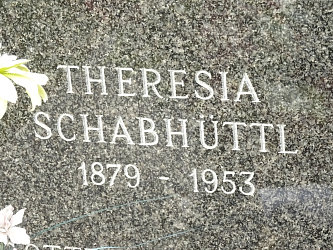 THERESIA
SCHABHÜTTL
1879 - 1953